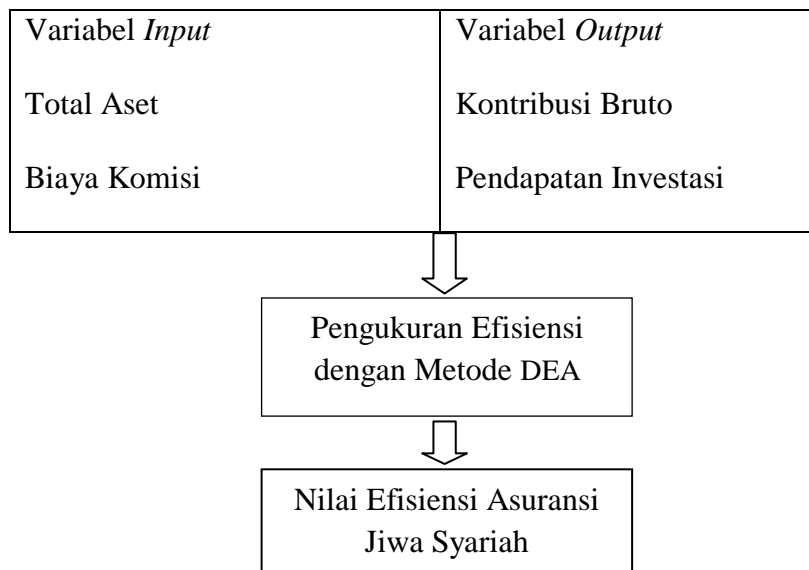 Variabel Input
Total Aset
Biaya Komisi
Variabel Output
Kontribusi Bruto
Pendapatan Investasi
Pengukuran Efisiensi
dengan Metode DEA
Nilai Efisiensi Asuransi
Jiwa Syariah